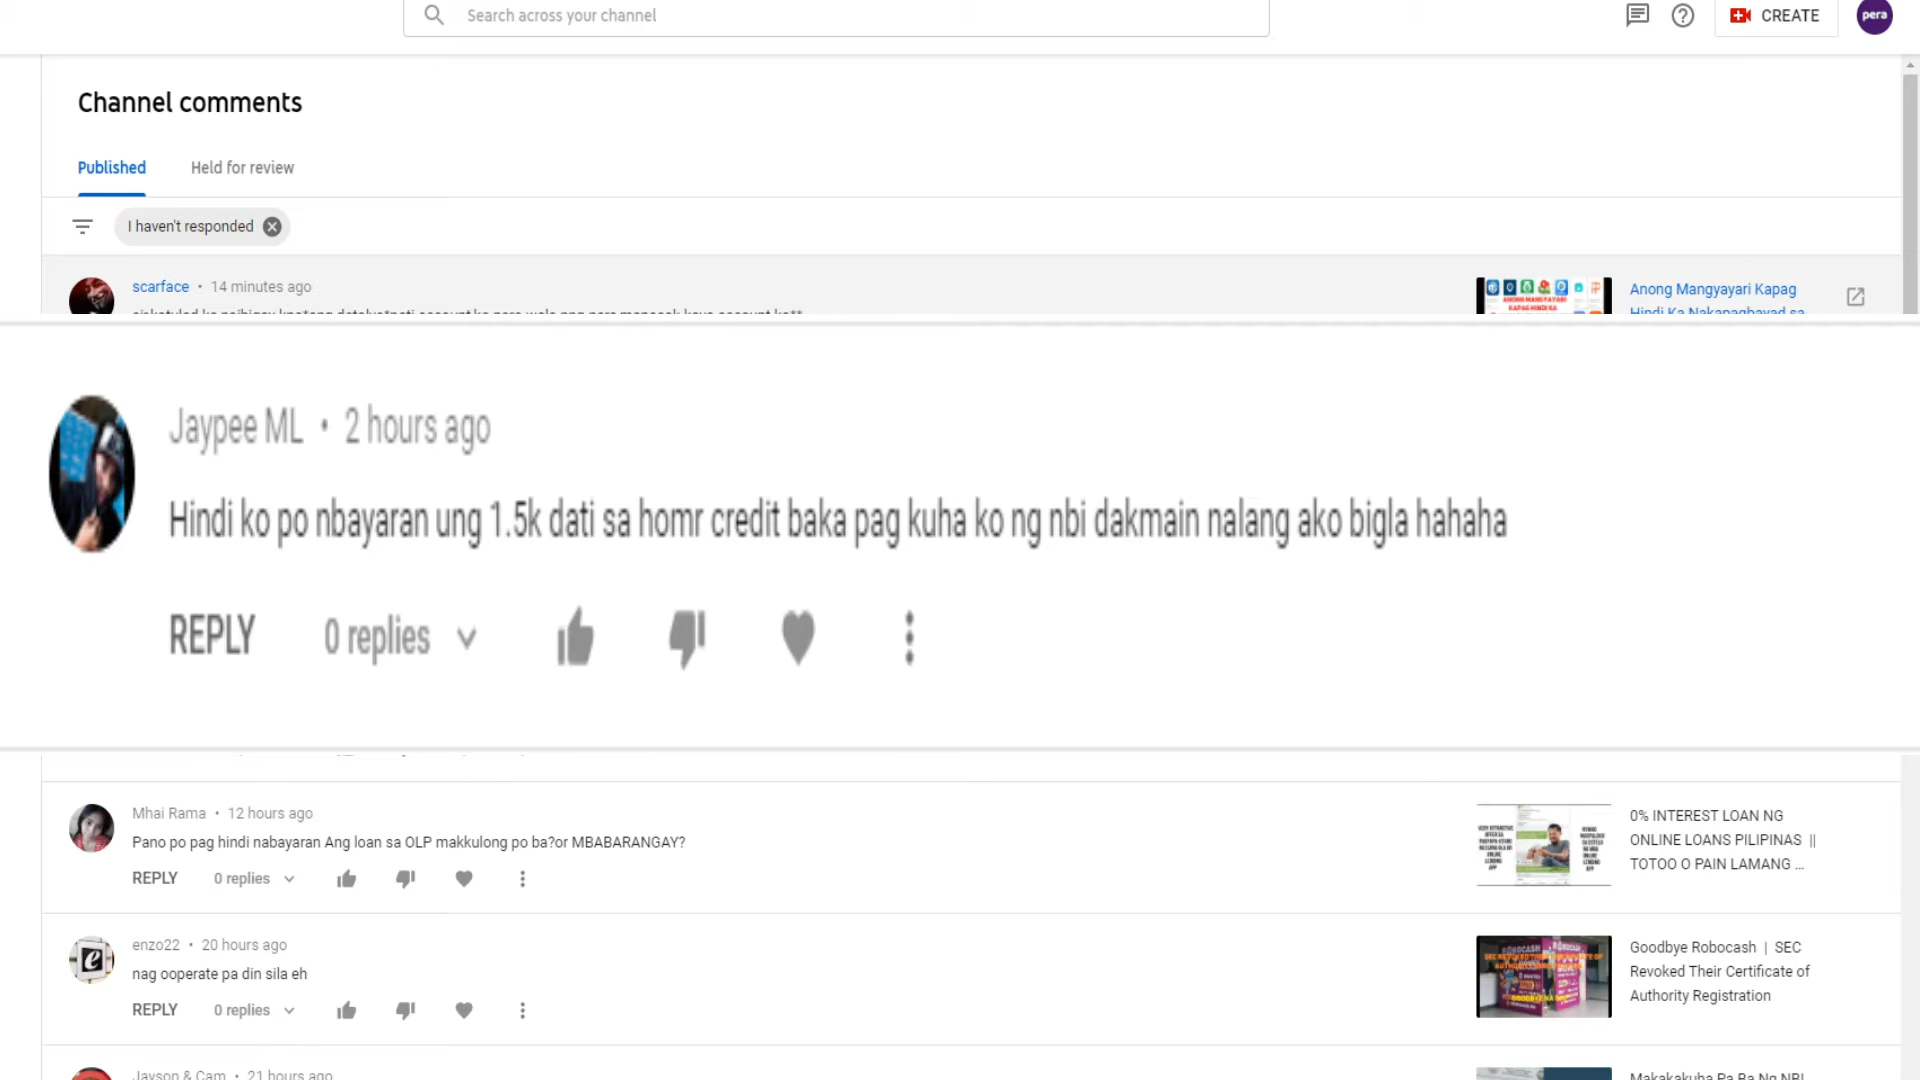 Search across your channel
CREATE
pera
Channel comments
Published
Held for review
I haven't responded
scarface • 14 minutes ago
Anong Mangyayari Kapag
Hindi Ka Nakapagbayad sa
ANONG MANGYAYARI
KAPAG HINDI KA
Jaypee ML • 2 hours ago
Hindi ko po nbayaran ung 1.5k dati sa homr credit baka pag kuha ko ng nbi dakmain nalang ako bigla hahaha
REPLY 0 replies
Mhai Rama • 12 hours ago
Pano po pag hindi nabayaran Ang loan sa OLP makkulong po ba?or MBABARANGAY?
REPLY 0 replies
0% INTEREST LOAN NG
ONLINE LOANS PILIPINAS ||
TOTOO O PAIN LAMANG ...
enzo22 • 20 hours ago
nag ooperate pa din sila eh
REPLY 0 replies
Goodbye Robocash | SEC
Revoked Their Certificate of
Authority Registration
Jayson & Cam • 21 hours ago
Makakakuha Pa Ba Ng NBI